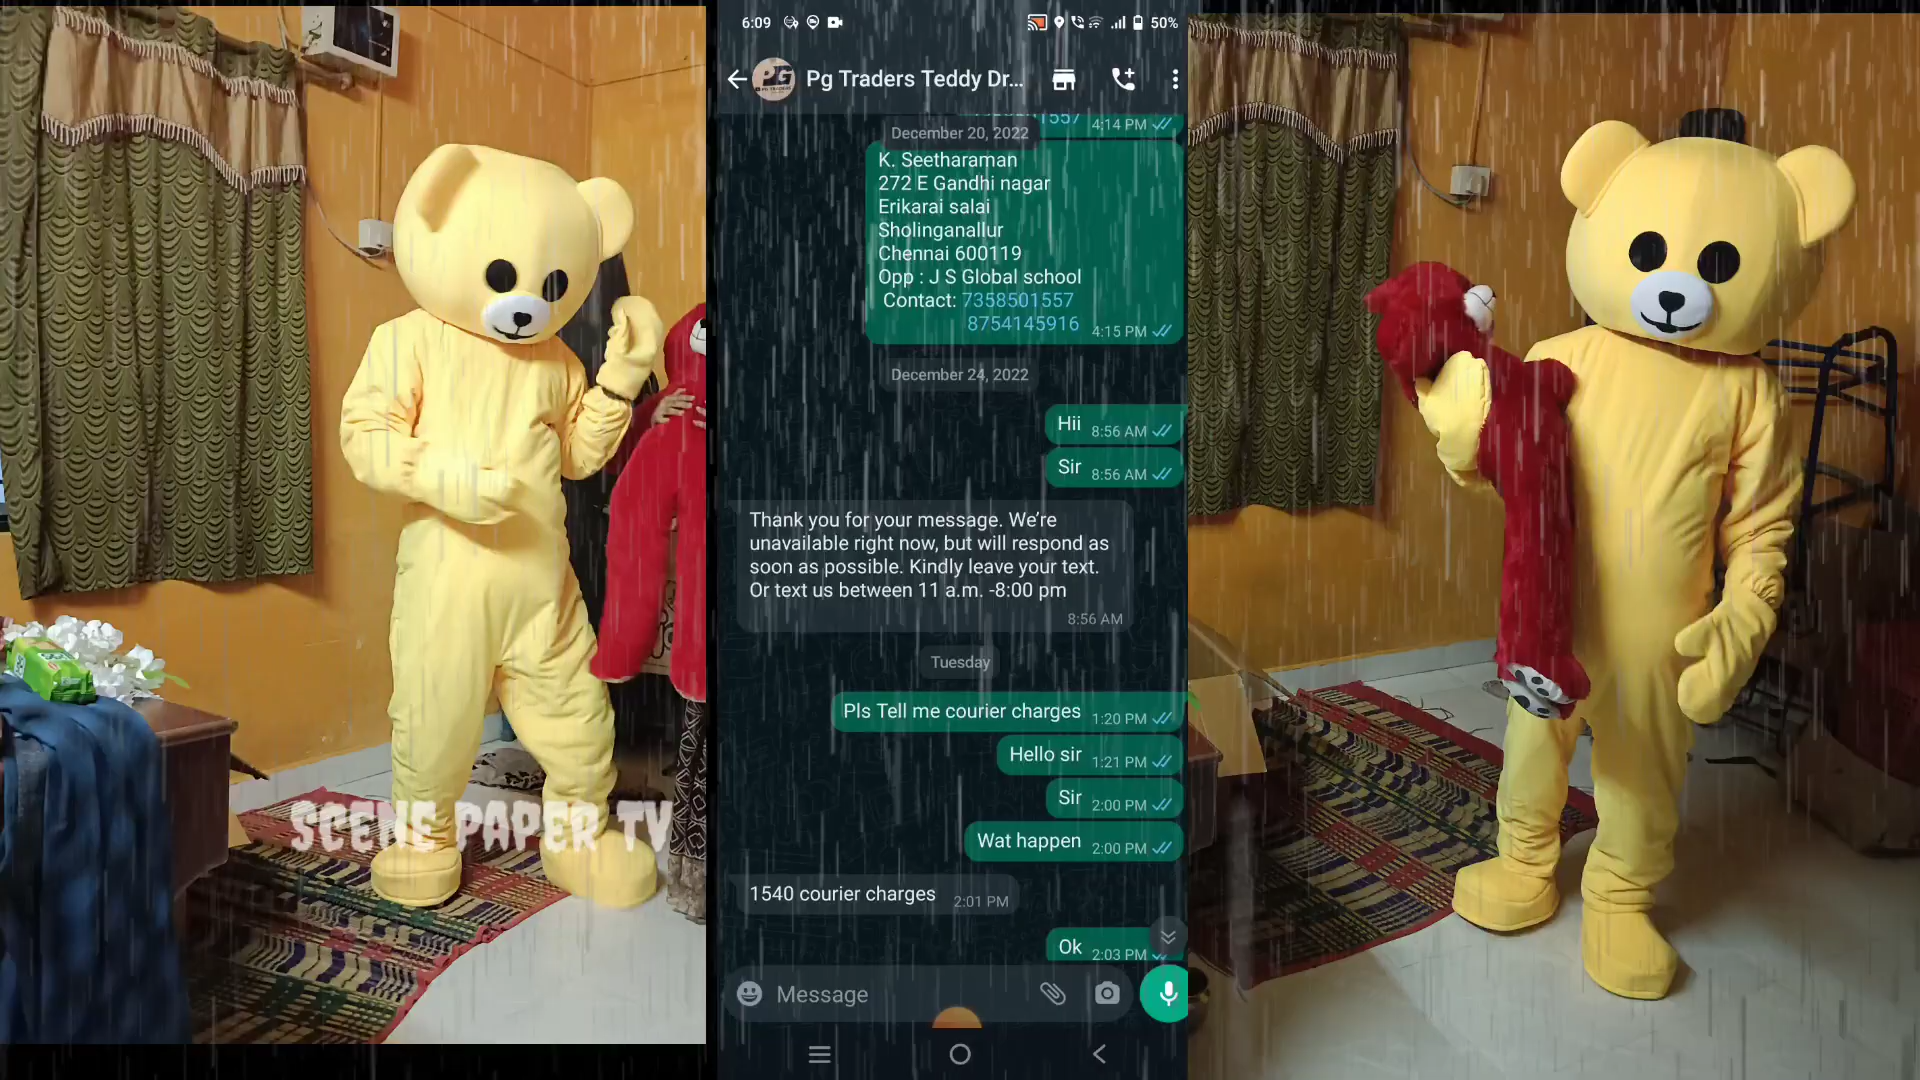 6:09
50%
PG
Pg Traders Teddy Dr...
1557
4:14 PM
December 20, 2022
K. Seetharaman
272 E Gandhi nagar
Erikarai salai
Sholinganallur
Chennai 600119
Opp : J S Global school
Contact: 7358501557
8754145916
4:15 PM
December 24, 2022
Hii
8:56 AM
Sir
8:56 AM
Thank you for your message. We’re
unavailable right now, but will respond as
soon as possible. Kindly leave your text.
Or text us between 11 a.m. -8:00 pm
8:56 AM
Tuesday
Pls Tell me courier charges
1:20 PM
Hello sir
1:21 PM
Sir
2:00 PM
Wat happen
2:00 PM
1540 courier charges
2:01 PM
Ok
2:03 PM
Message
SCENE PAPER TV